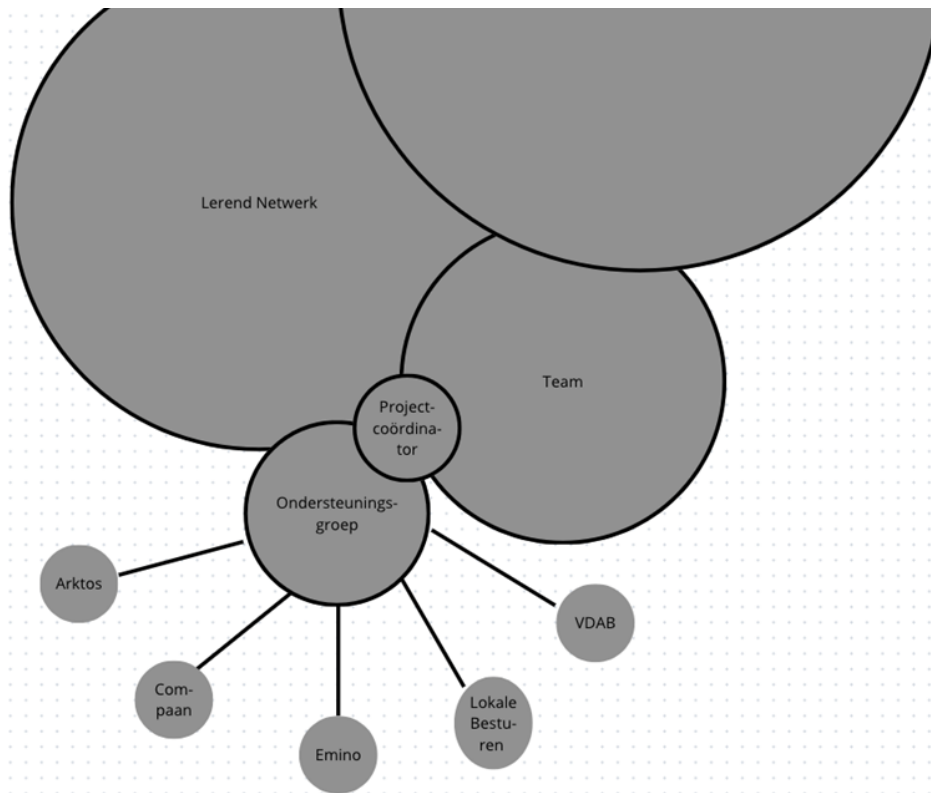 Lerend Netwerk
Team
Project-
coördina-
tor
Ondersteunings-
groep
Arktos
VDAB
Com-
paan
Lokale
Bestu-
ren
Emino